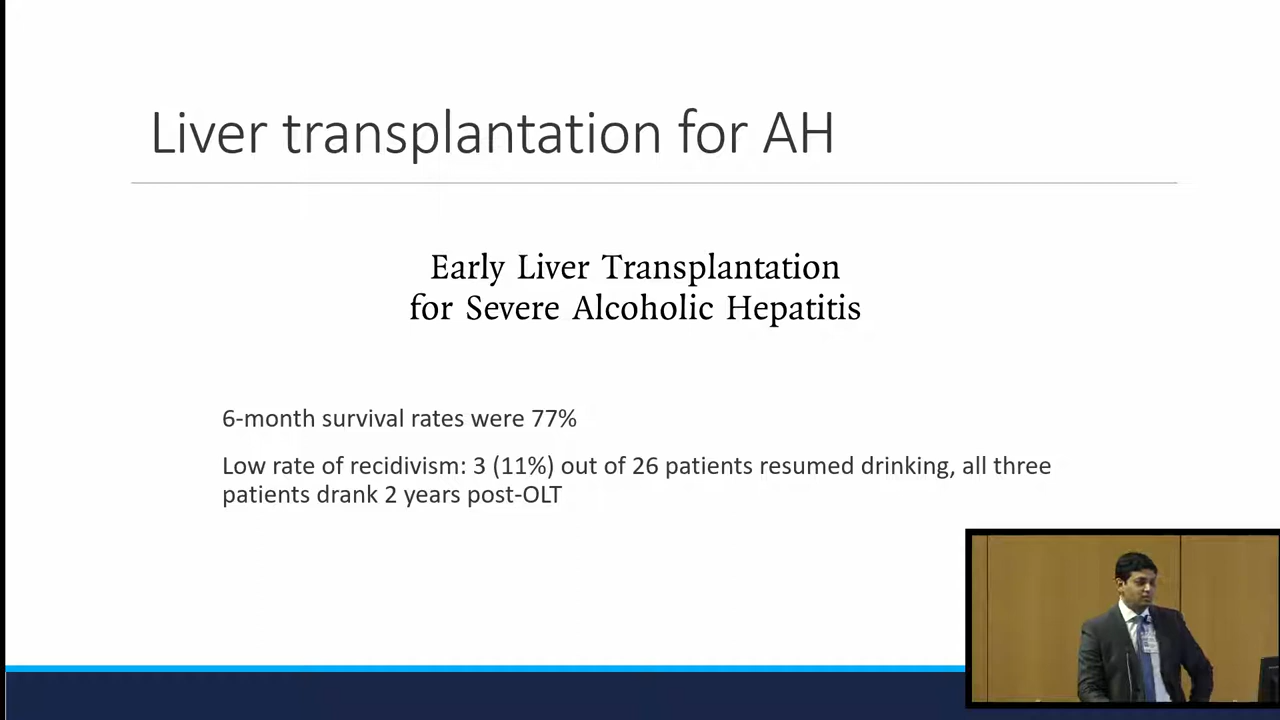 Liver transplantation for AH
Early Liver Transplantation
for Severe Alcoholic Hepatitis
6-month survival rates were 77%
Low rate of recidivism: 3 (11%) out of 26 patients resumed drinking, all three
patients drank 2 years post-OLT